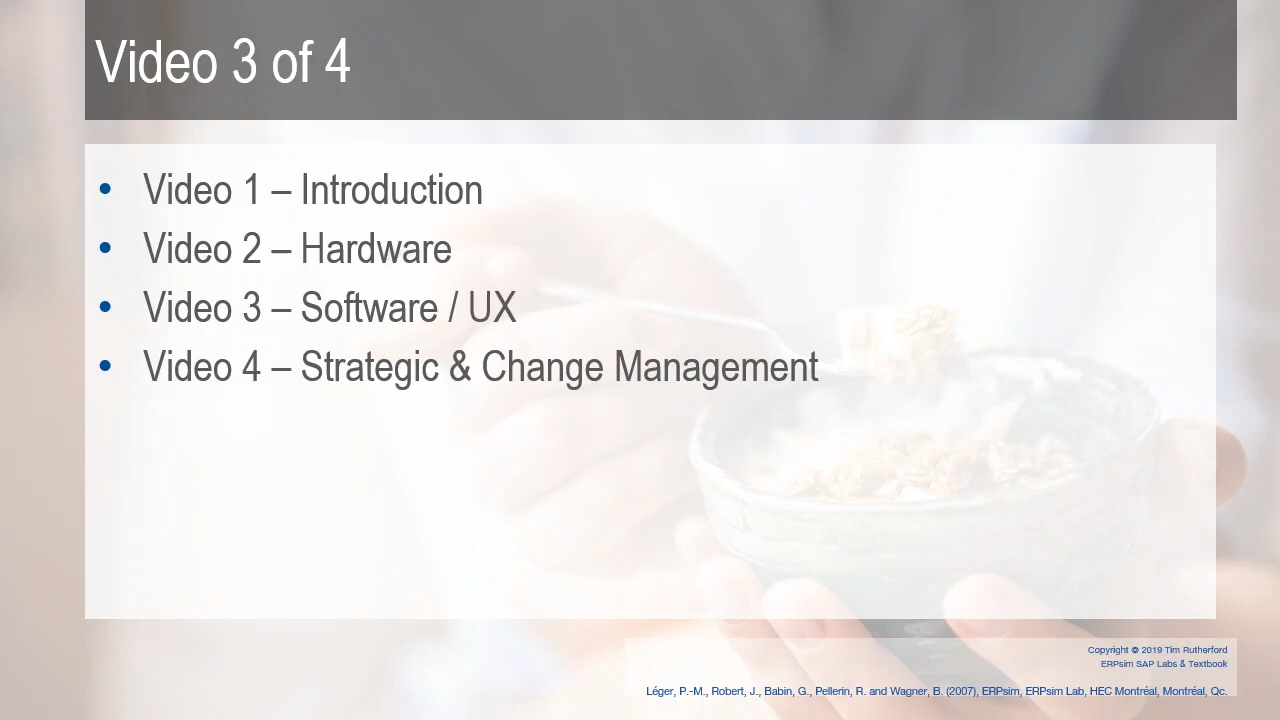 Video 3 of 4
• Video 1 – Introduction
• Video 2 – Hardware
• Video 3 – Software / UX
• Video 4 – Strategic & Change Management
Copyright © 2019 Tim Rutherford
ERPsim SAP Labs & Textbook
Léger, P.-M., Robert, J., Babin, G., Pellerin, R. and Wagner, B. (2007), ERPsim, ERPsim Lab, HEC Montréal, Montréal, Qc.